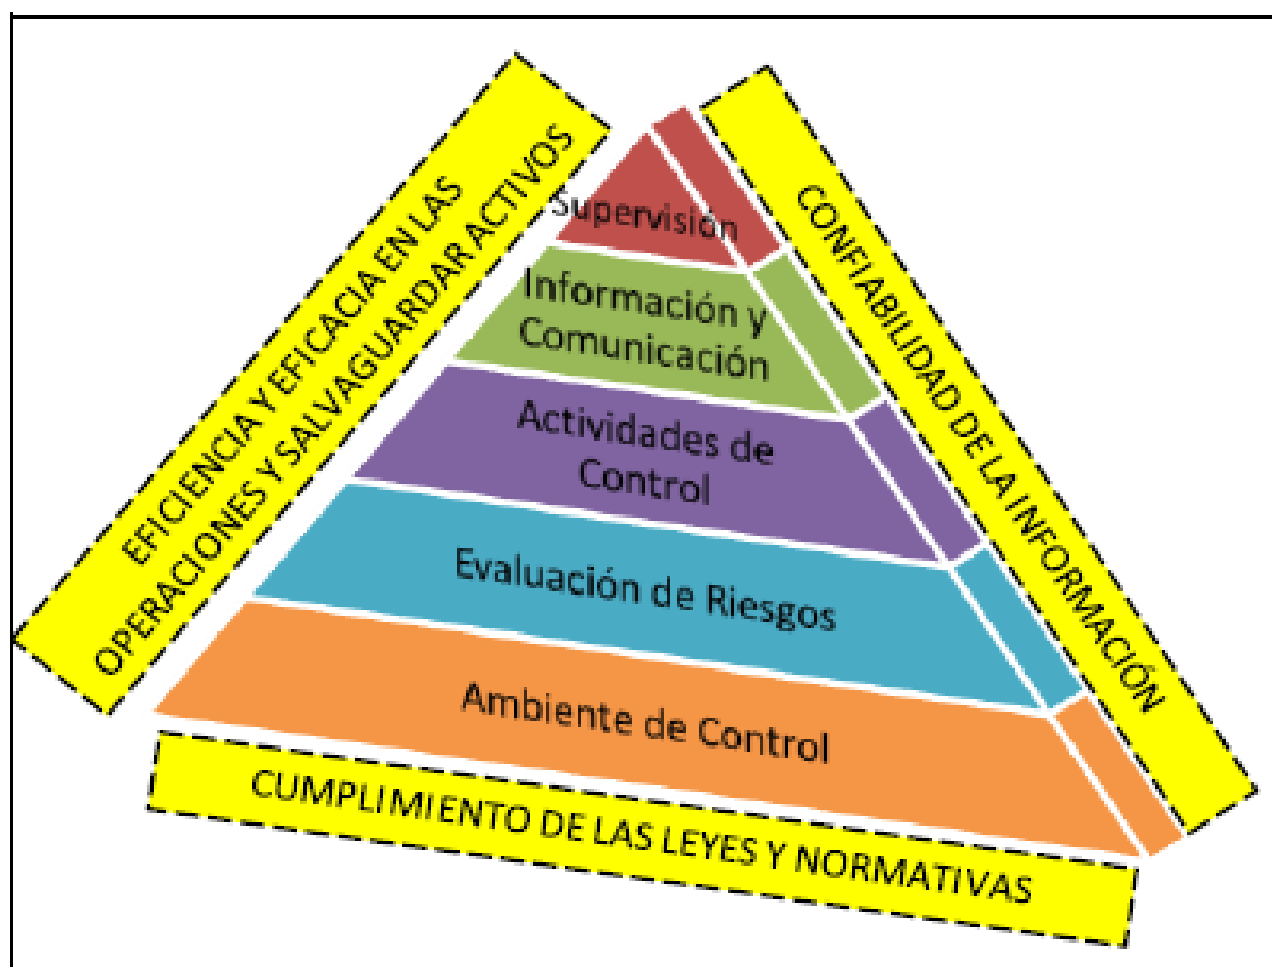 EFICIENCIA Y EFICACIA EN LAS
OPERACIONES Y SALVAGUARDAR ACTIVOS
CONFIABILIDAD DE LA INFORMACIÓN
Supervisión
Información y
Comunicación
Actividades de
Control
Evaluación de Riesgos
Ambiente de Control
CUMPLIMIENTO DE LAS LEYES Y NORMATIVAS